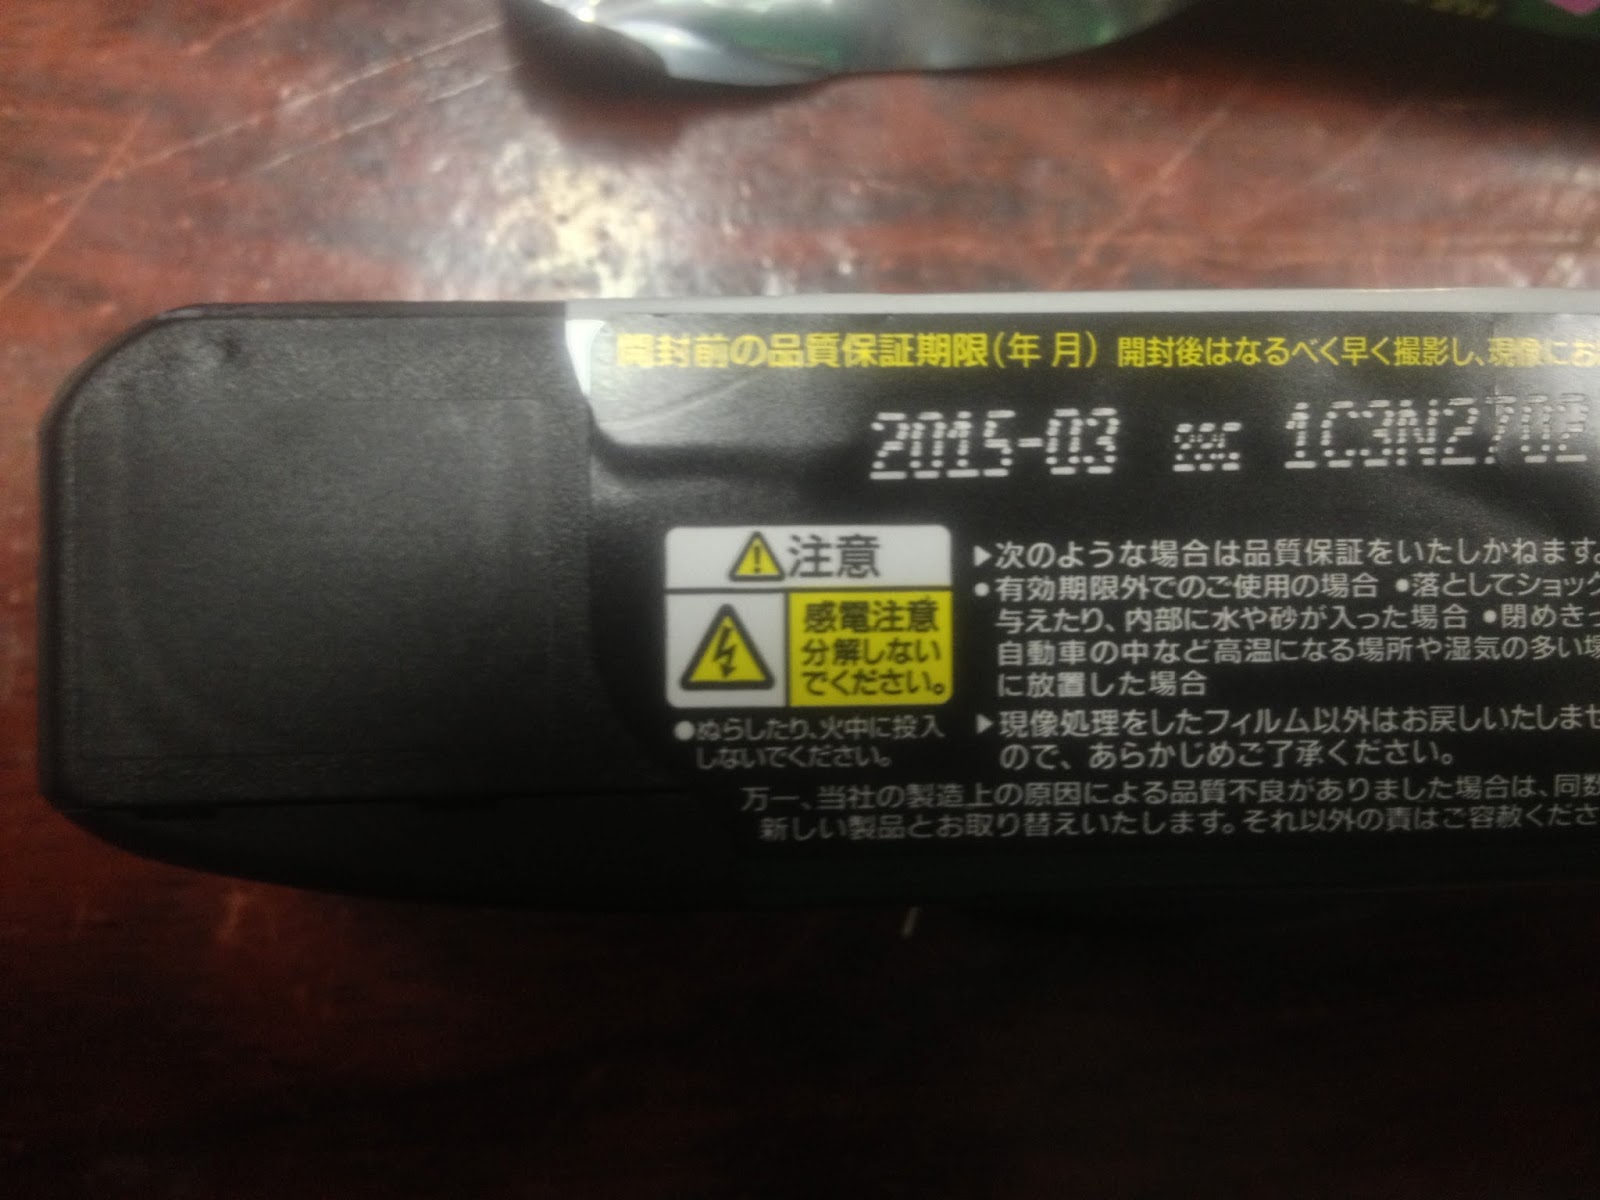 開封前の品質保証期限(年 月) 開封後はなるべく早く撮影し、現像にお
2015-03 1C3N2702
注意
感電注意
分解しない
でください。
●ぬらしたり、火中に投入
しないでください。
▶次のような場合は品質保証をいたしかねます。
●有効期限外でのご使用の場合 ●落としてショック
与えたり、内部に水や砂が入った場合 ●閉めきっ
自動車の中など高温になる場所や湿気の多い場
に放置した場合
▶現像処理をしたフィルム以外はお戻しいたしませ
ので、あらかじめご了承ください。
万一、当社の製造上の原因による品質不良がありました場合は、同数
新しい製品とお取り替えいたします。それ以外の責はご容赦くださ